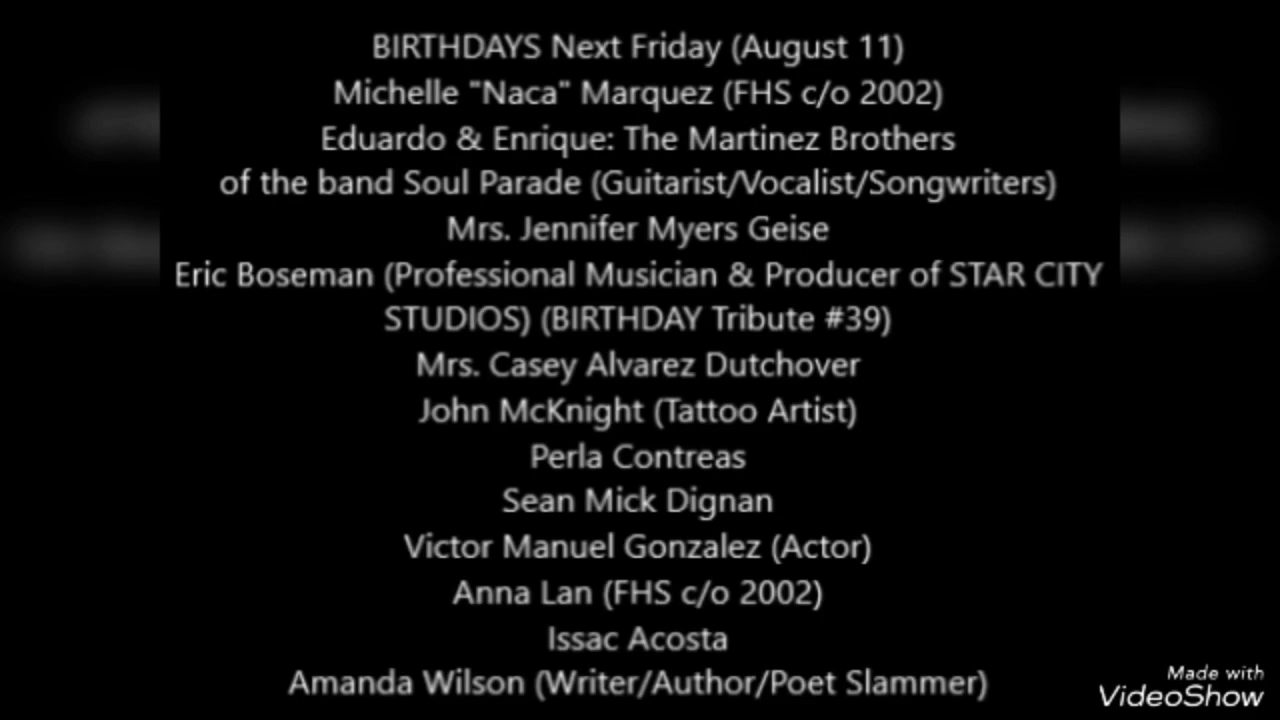 BIRTHDAYS Next Friday (August 11)
Michelle "Naca" Marquez (FHS c/o 2002)
Eduardo & Enrique: The Martinez Brothers
of the band Soul Parade (Guitarist/Vocalist/Songwriters)
Mrs. Jennifer Myers Geise
Eric Boseman (Professional Musician & Producer of STAR CITY
STUDIOS) (BIRTHDAY Tribute #39)
Mrs. Casey Alvarez Dutchover
John McKnight (Tattoo Artist)
Perla Contreas
Sean Mick Dignan
Victor Manuel Gonzalez (Actor)
Anna Lan (FHS c/o 2002)
Issac Acosta
Amanda Wilson (Writer/Author/Poet Slammer)
Made with
VideoShow